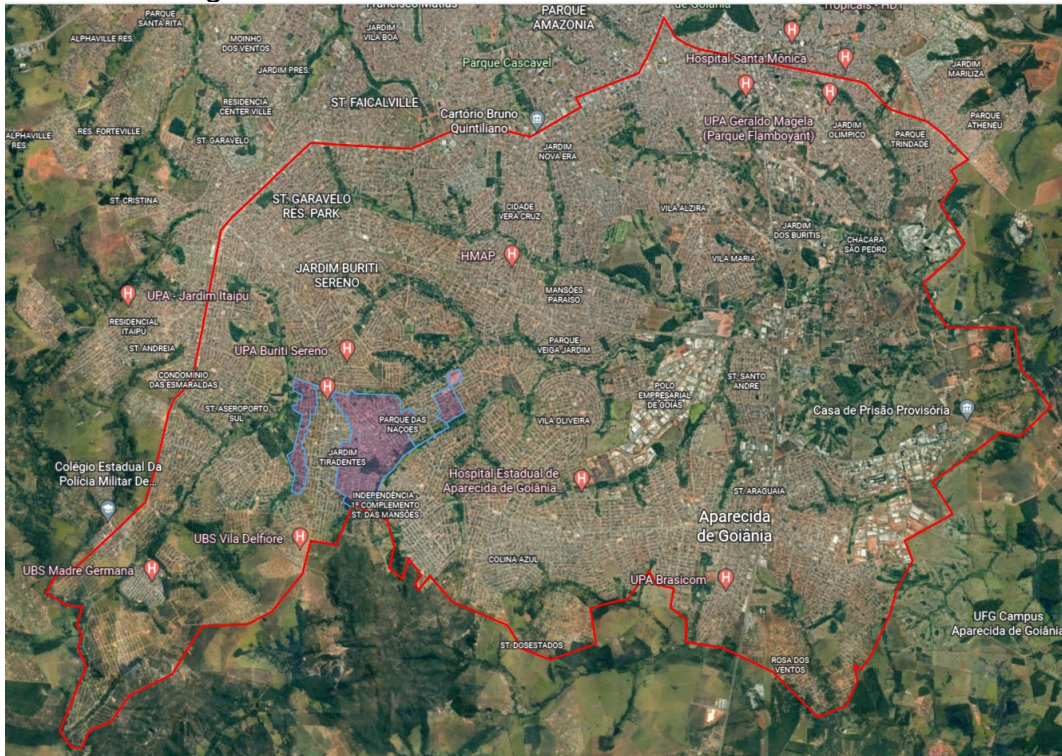 PARQUE
SANTA RITA
ALPHAVILLE RES.
MOINHO
DOS VENTOS
Francisco Matias
JARDIM
VILA BOA
PARQUE
AMAZONIA
de Goiânia
Tropicais - HDT
JARDIM PRES.
Parque Cascavel
Hospital Santa Mônica
JARDIM
MARILIZA
RESIDENCIA
CENTER VILLE
ST. FAICALVILLE
Cartório Bruno
Quintiliano
UPA Geraldo Magela
(Parque Flamboyant)
JARDIM
OLIMPICO
PARQUE
ATHENEU
PARQUE
TRINDADE
ALPHAVILLE
RES.
RES. FORTEVILLE
ST. GARAVELO
JARDIM
NOVA ERA
ST. CRISTINA
ST. GARAVELO
RES. PARK
CIDADE
VERA CRUZ
VILA ALZIRA
JARDIM
DOS BURITIS
CHÁCARA
SÃO PEDRO
HMAP
VILA MARIA
JARDIM BURITI
SERENO
MANSÕES
PARAISO
UPA - Jardim Itaipu
RESIDENCIAL
ITAIPU
ST. ANDREIA
UPA Buriti Sereno
PARQUE
VEIGA JARDIM
CONDOMINIO
DAS ESMARALDAS
ST. SANTO
ANDRE
POLO
EMPRESARIAL
DE GOIÁS
ST. ASEROPORTO
SUL
PARQUE DAS
NAÇÕES
VILA OLIVEIRA
Casa de Prisão Provisória
JARDIM
TIRADENTES
Colégio Estadual Da
Polícia Militar De...
Hospital Estadual de
Aparecida de Goiânia...
INDEPENDÊNCIA -
1º COMPLEMENTO
ST. DAS MANSÕES
ST. ARAGUAIA
Aparecida
de Goiânia
UBS Vila Delfiore
COLINA AZUL
UBS Madre Germana
UPA Brasicom
UFG Campus
Aparecida de Goiânia
ST. DOSESTADOS
ROSA DOS
VENTOS